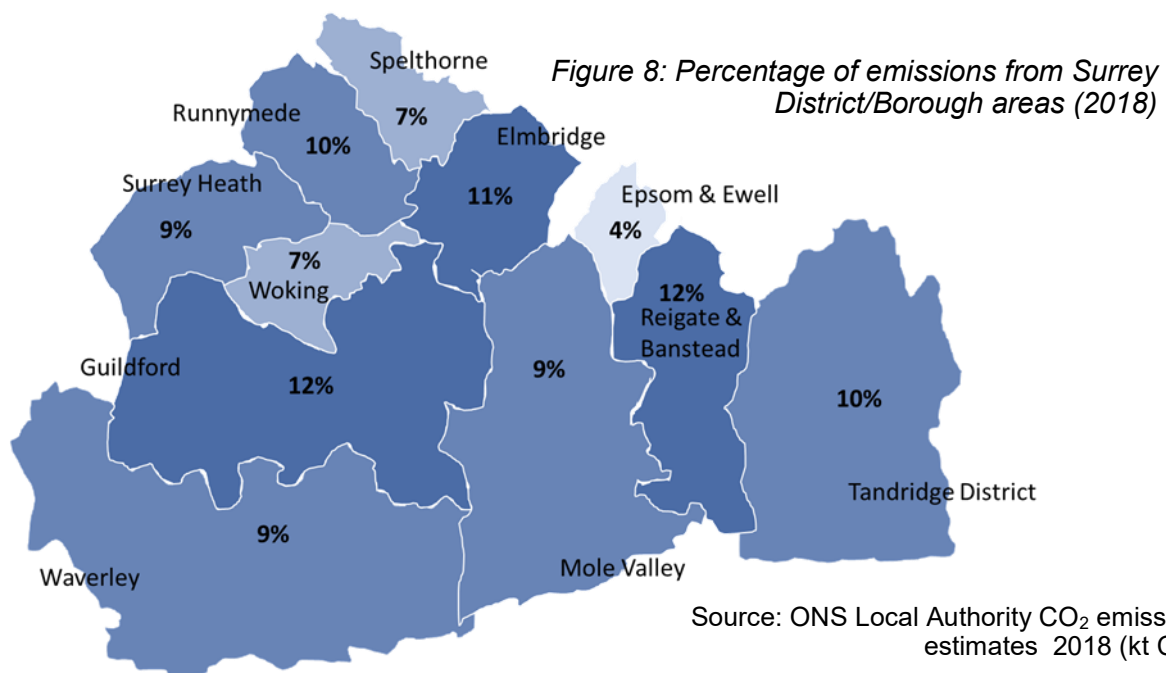 Figure 8: Percentage of emissions from Surrey
District/Borough areas (2018)
Spelthorne
7%
Runnymede
10%
Elmbridge
11%
Surrey Heath
9%
Epsom & Ewell
4%
7%
Woking
12%
Reigate &
Banstead
Guildford
12%
9%
10%
Tandridge District
9%
Mole Valley
Waverley
Source: ONS Local Authority CO₂ emiss
estimates 2018 (kt